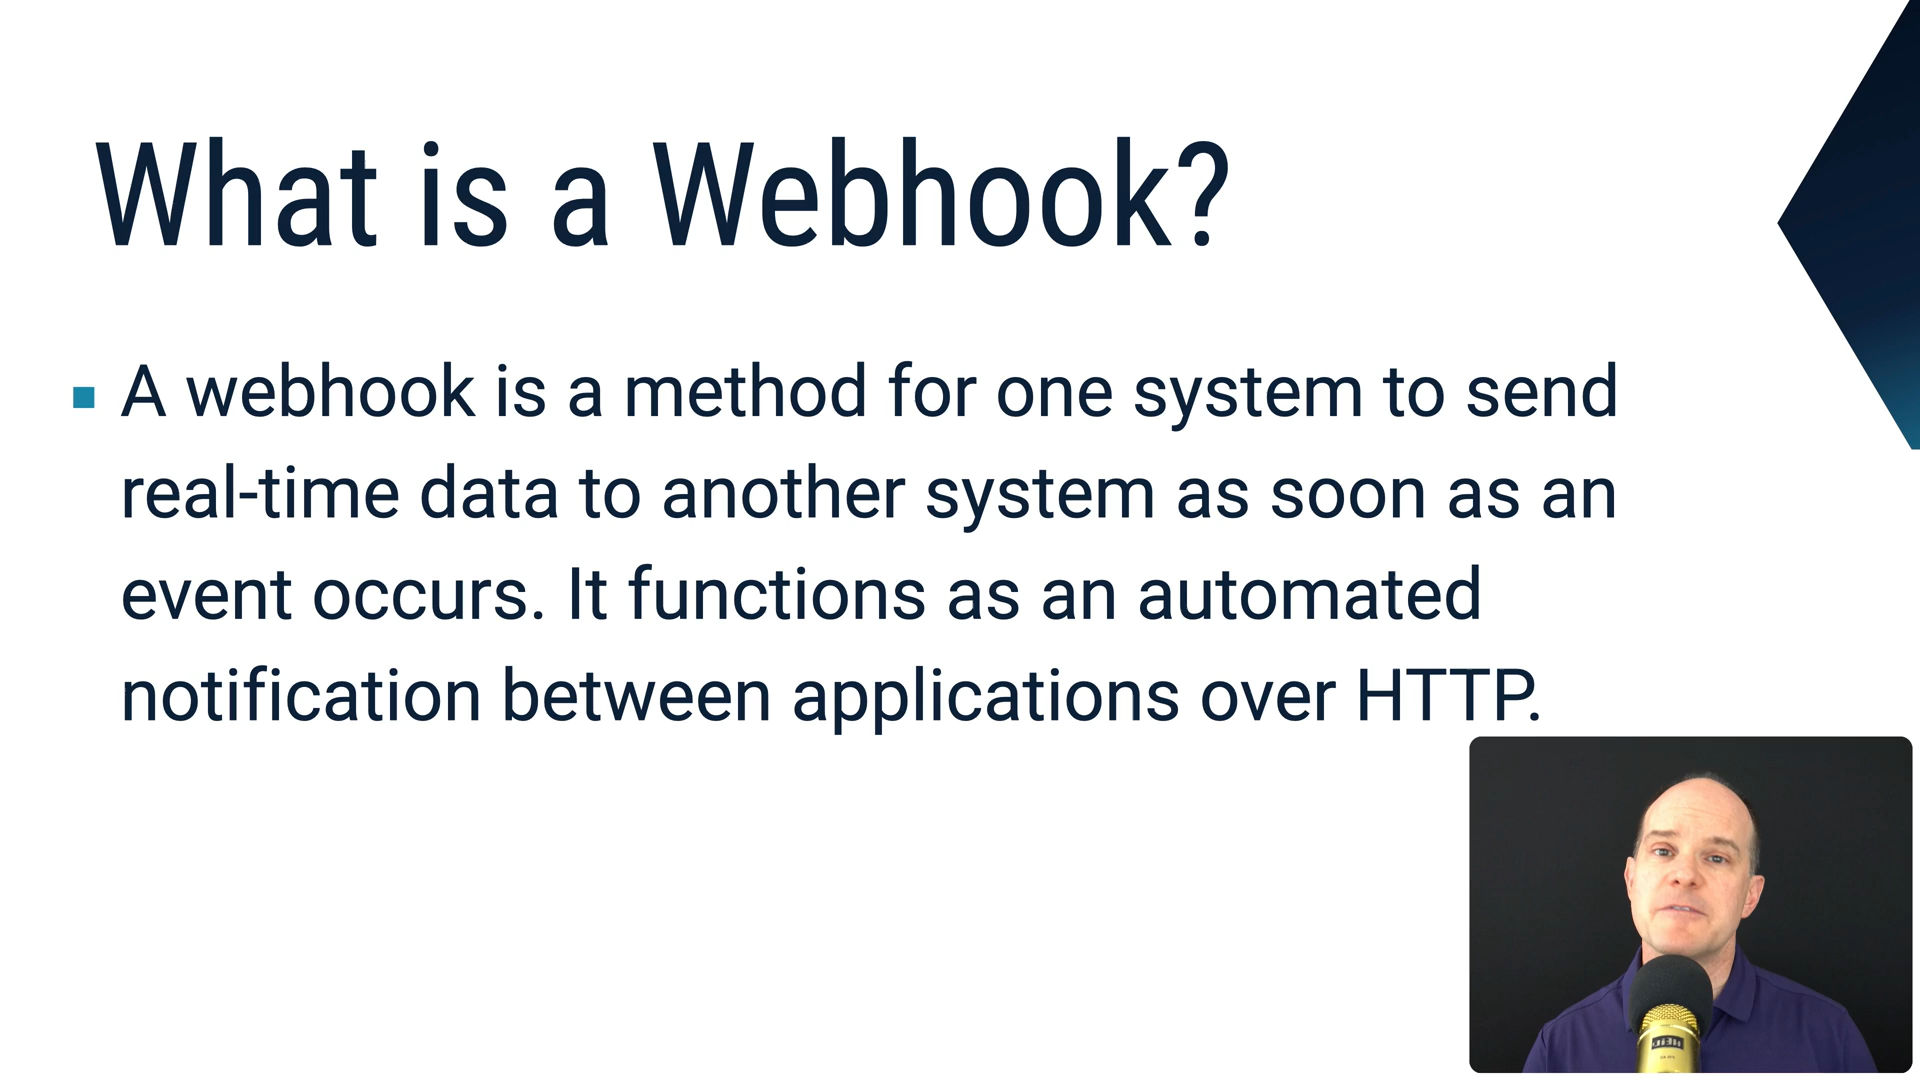 What is a Webhook?
A webhook is a method for one system to send
real-time data to another system as soon as an
event occurs. It functions as an automated
notification between applications over HTTP.